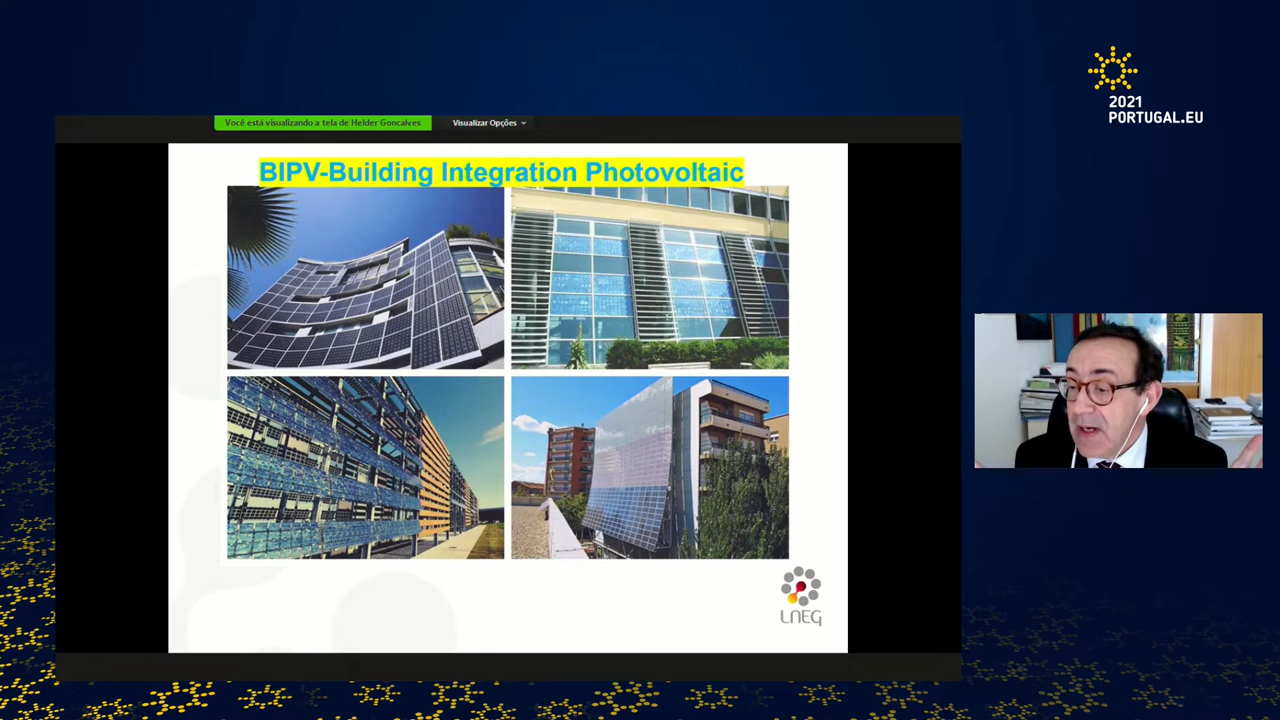 2021
PORTUGAL.EU
Você está visualizando a tela de Helder Goncalves
Visualizar Opções
BIPV-Building Integration Photovoltaic
LNEG